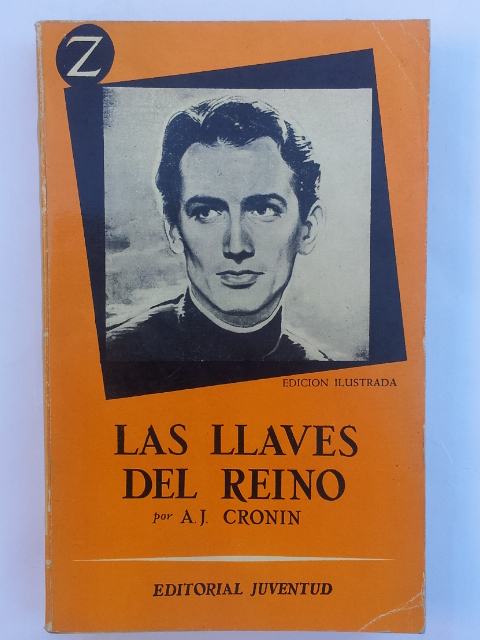 Z
EDICION ILUSTRADA
LAS LLAVES
DEL REINO
por A. J. CRONIN
EDITORIAL JUVENTUD